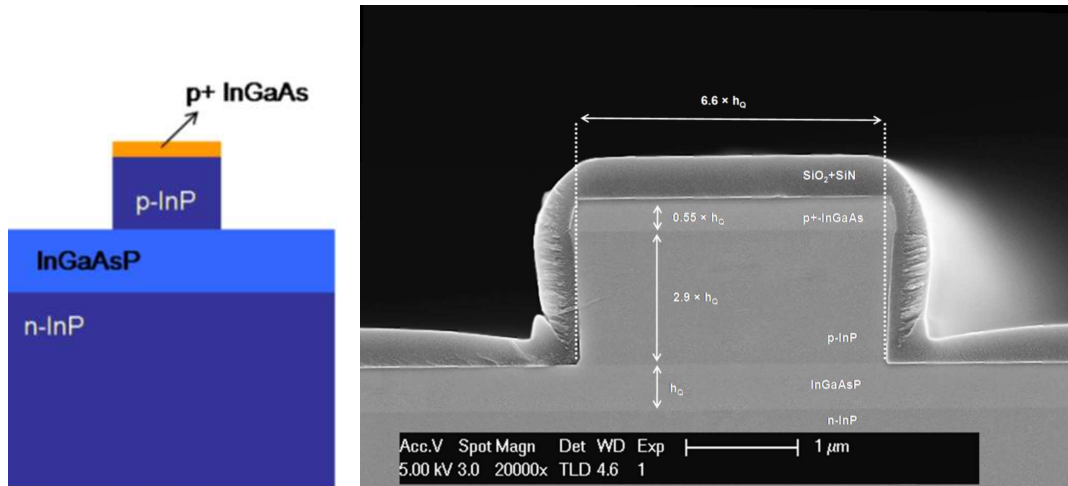 p+ InGaAs
p-InP
InGaAsP
n-InP
6.6 × hQ
SiO2+SiN
0.55 × hQ
p+-InGaAs
2.9 × hQ
p-InP
hQ
InGaAsP
n-InP
Acc.V Spot Magn Det WD Exp 1 µm
5.00 kV 3.0 20000x TLD 4.6 1